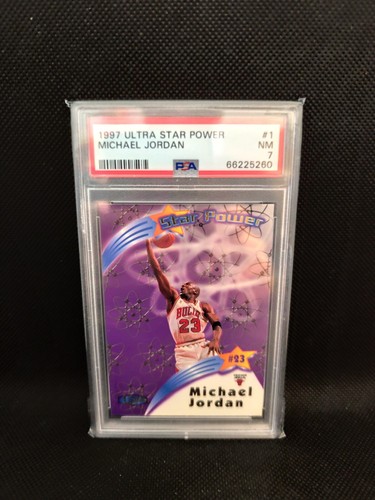 1997 ULTRA STAR POWER #1
MICHAEL JORDAN NM
7
PSA 66225260
Star Power
BULLS
23
#23
Michael
Jordan